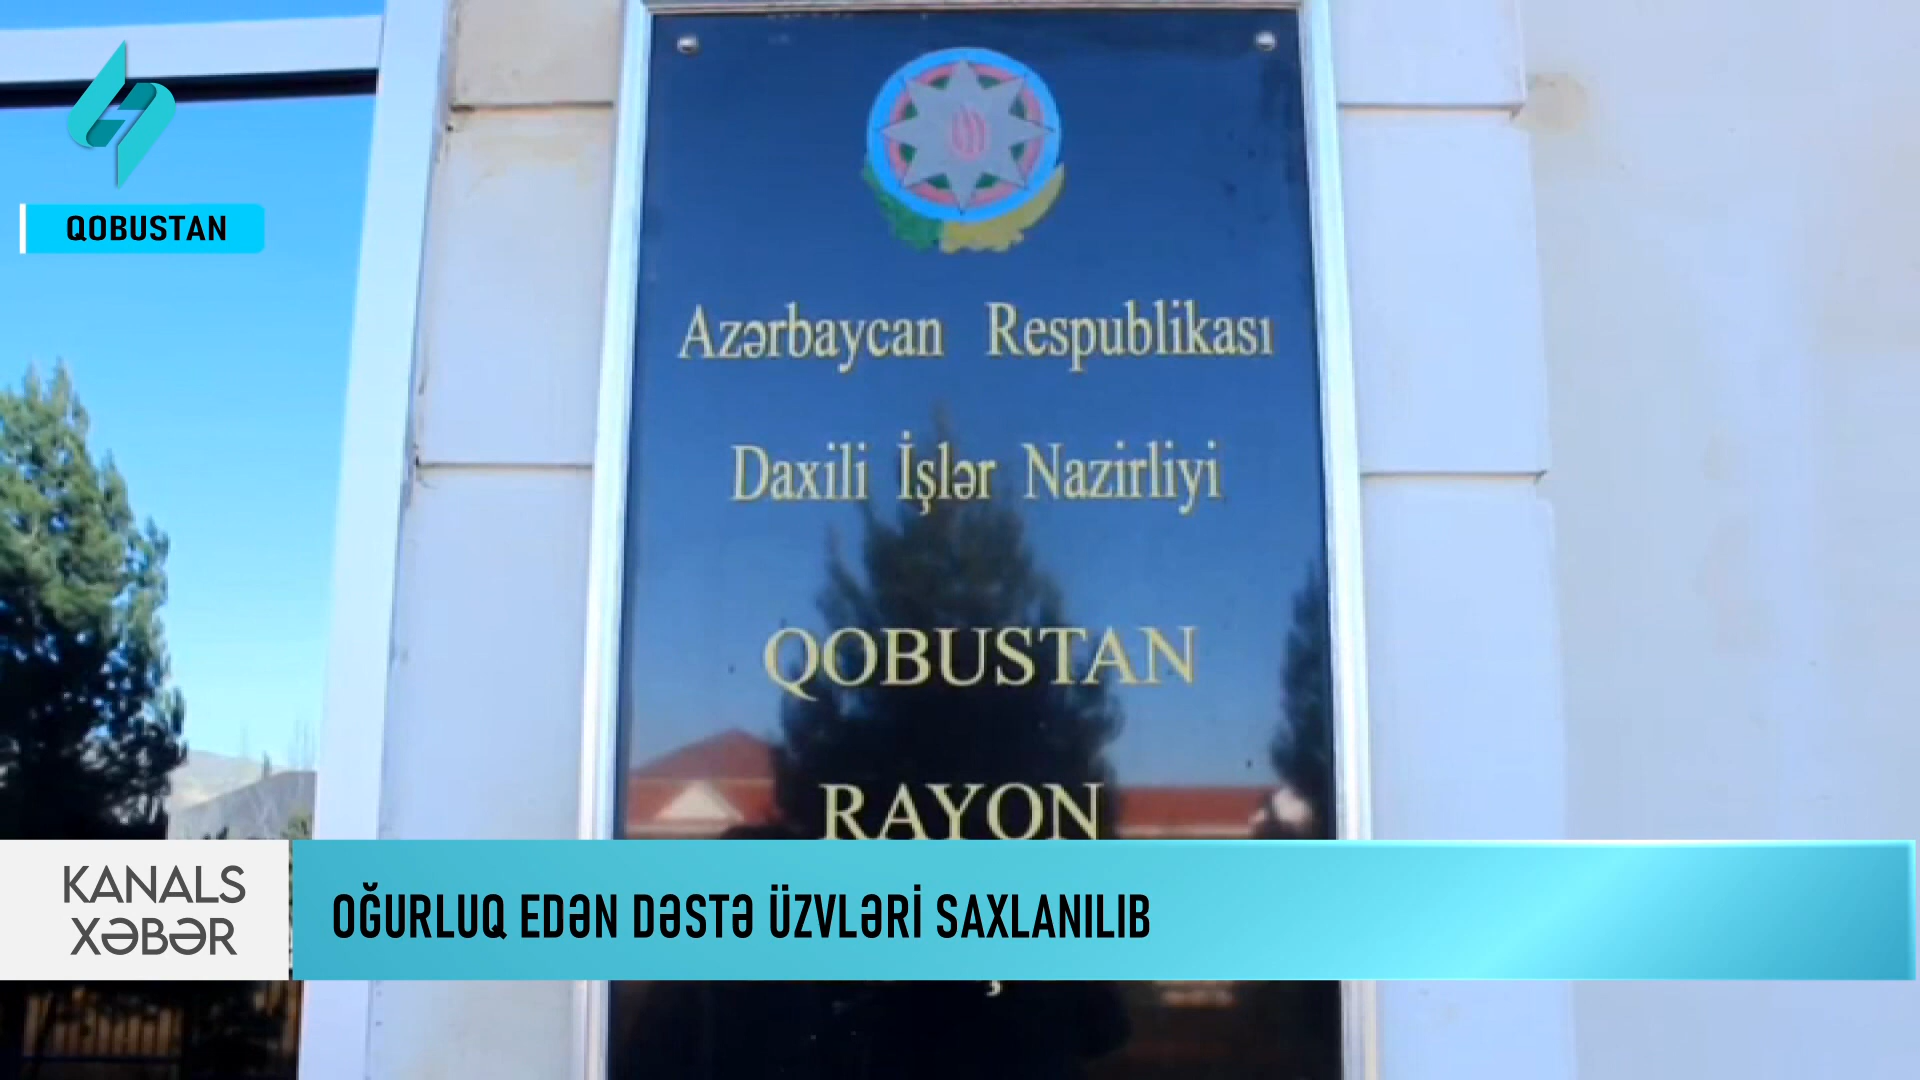 QOBUSTAN
Azərbaycan Respublikası
Daxili İşlər Nazirliyi
QOBUSTAN
RAYON
KANALS
XƏBƏR
OĞURLUQ EDƏN DƏSTƏ ÜZVLƏRİ SAXLANILIB